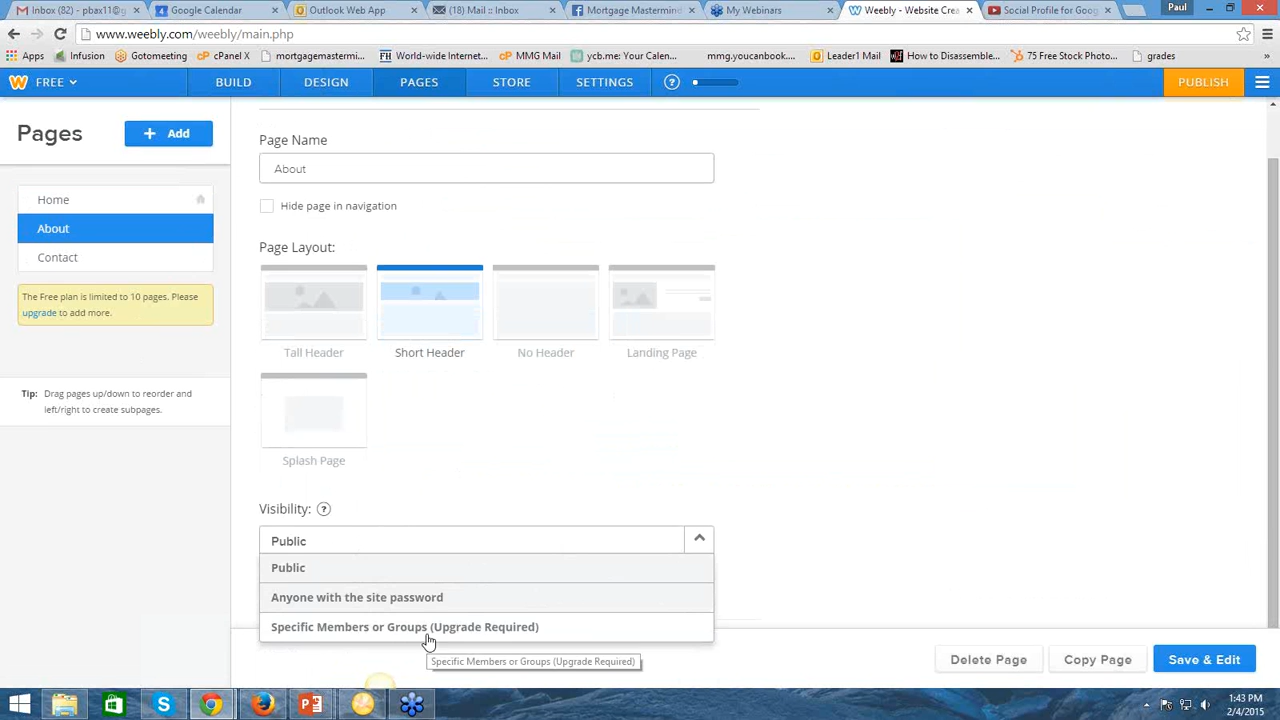 Inbox (82) - pbax11@g
Google Calendar
Outlook Web App
(18) Mail :: Inbox
Mortgage Mastermind
My Webinars
Weebly - Website Crea
Social Profile for Goog
Paul
www.weebly.com/weebly/main.php
Apps
Infusion
Gotomeeting
cP cPanel X
mortgagemastermin...
FH World-wide Internet...
cP MMG Mail
ycb.me: Your Calen...
mmg.youcanbook....
Leader1 Mail
How to Disassemble...
75 Free Stock Photo...
grades
»
FREE
BUILD
DESIGN
PAGES
STORE
SETTINGS
?
PUBLISH
Pages
+ Add
Home
About
Contact
The Free plan is limited to 10 pages. Please
upgrade to add more.
Tip: Drag pages up/down to reorder and
left/right to create subpages.
Page Name
About
Hide page in navigation
Page Layout:
Tall Header
Short Header
No Header
Landing Page
Splash Page
Visibility: ?
Public
Public
Anyone with the site password
Specific Members or Groups (Upgrade Required)
Specific Members or Groups (Upgrade Required)
Delete Page
Copy Page
Save & Edit
1:43 PM
2/4/2015